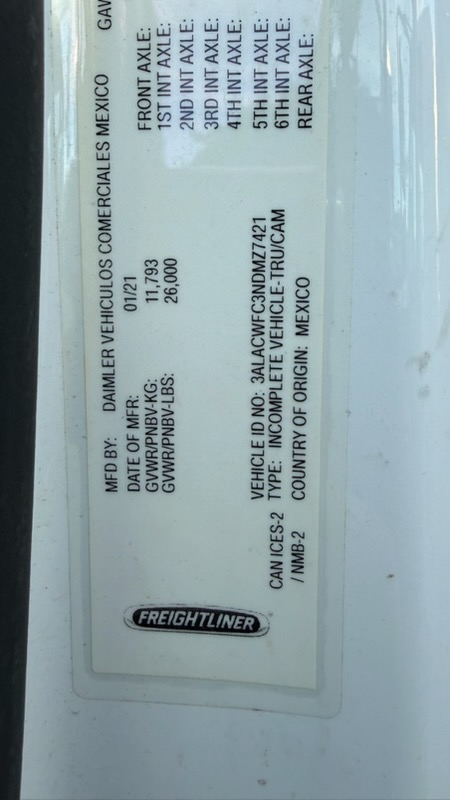 MFD BY: DAIMLER VEHICULOS COMERCIALES MEXICO
DATE OF MFR: 01/21
GVWR/PNBV-KG: 11,793
GVWR/PNBV-LBS: 26,000
GAW
FRONT AXLE:
1ST INT AXLE:
2ND INT AXLE:
3RD INT AXLE:
4TH INT AXLE:
5TH INT AXLE:
6TH INT AXLE:
REAR AXLE:
VEHICLE ID NO: 3ALACWFC3NDMZ7421
CAN ICES-2 TYPE: INCOMPLETE VEHICLE-TRU/CAM
/ NMB-2 COUNTRY OF ORIGIN: MEXICO
FREIGHTLINER